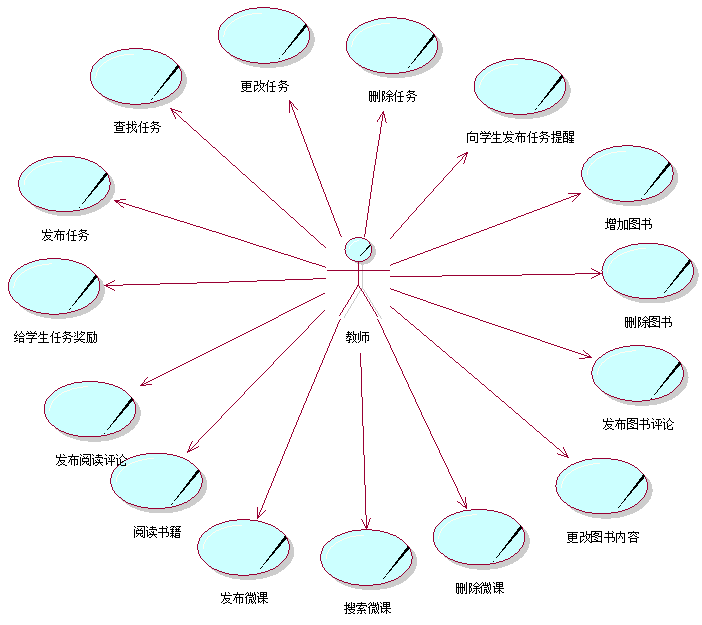 更改任务
删除任务
查找任务
向学生发布任务提醒
增加图书
发布任务
删除图书
给学生任务奖励
教师
发布图书评论
发布阅读评论
阅读书籍
更改图书内容
发布微课
搜索微课
删除微课